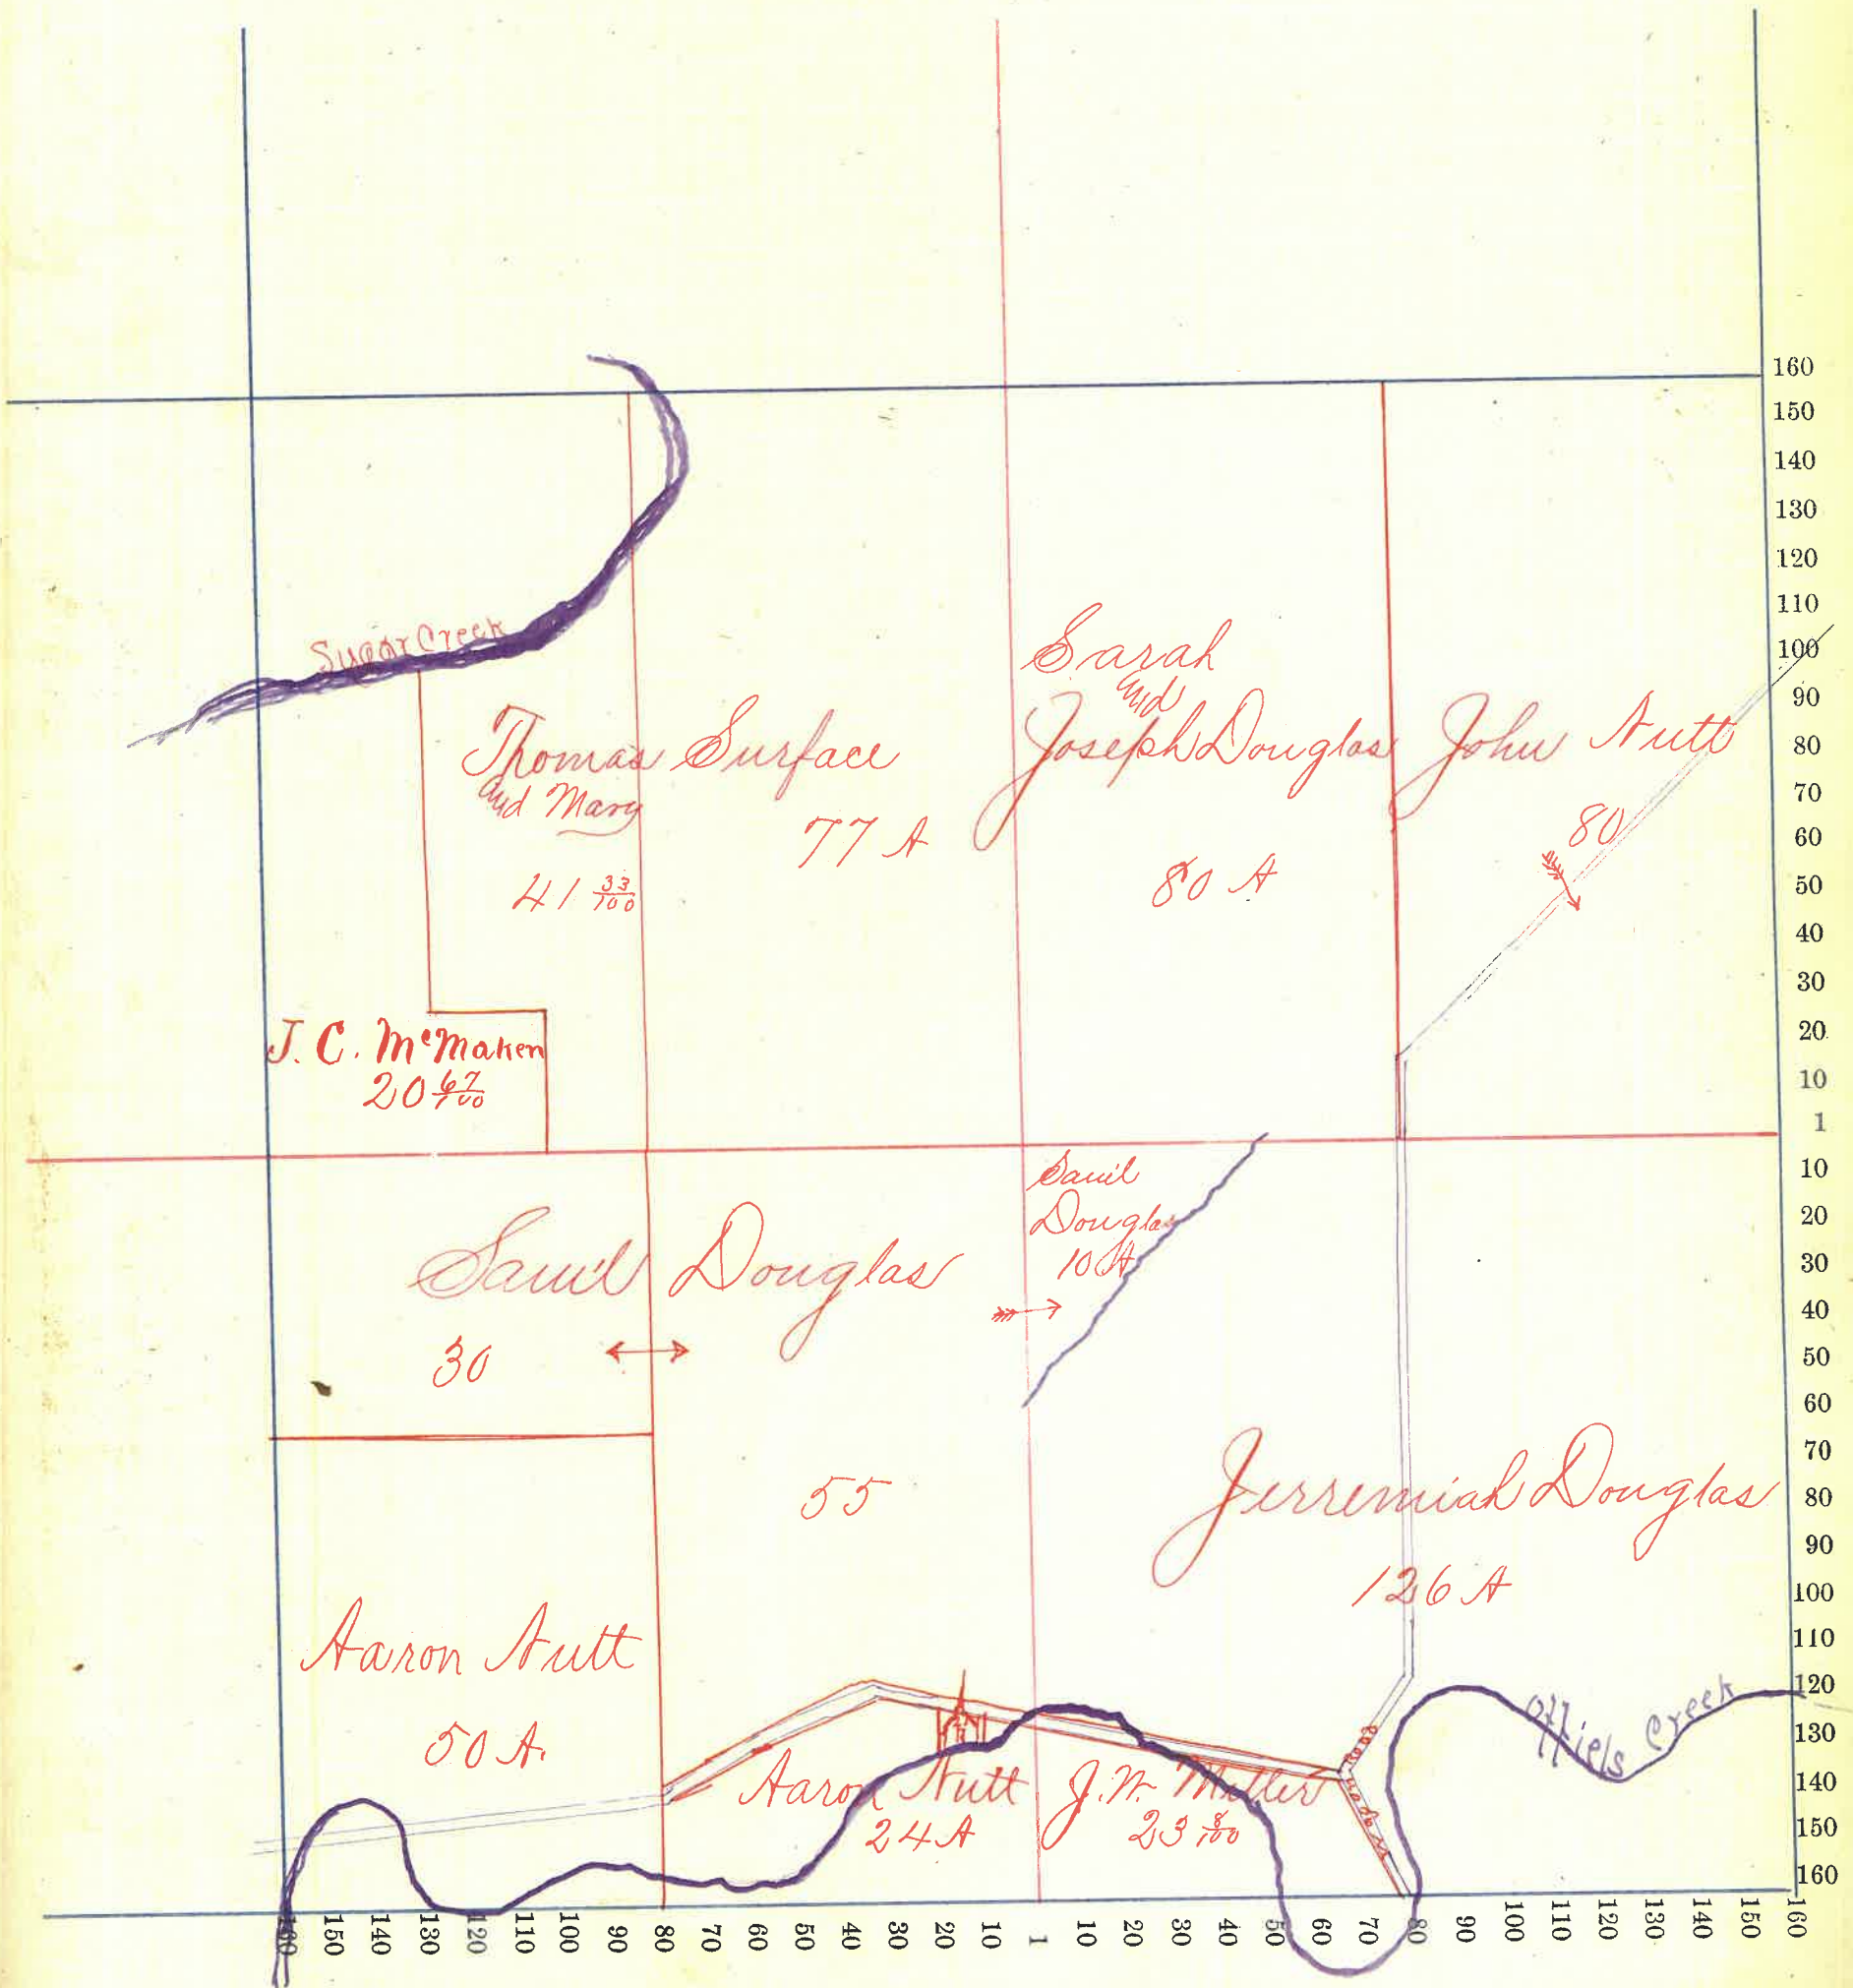 160
150
140
130
120
110
100
90
80
70
60
50
40
30
20
10
1
10
20
30
40
50
60
70
80
90
100
110
120
130
140
150
160
Sugar Creek
Thomas Surface
and Mary
77 A
41 33/100
Sarah
and
Joseph Douglas
80 A
John Nutt
80
J. C. McMaken
20 67/100
Saml Douglas
30
55
Saml
Douglas
10 A
Jerremiah Douglas
126 A
Aaron Nutt
50 A.
Aaron Nutt
24 A
J. W. Miller
23 8/100
Road
Offiels Creek
160 150 140 130 120 110 100 90 80 70 60 50 40 30 20 10 1 10 20 30 40 50 60 70 80 90 100 110 120 130 140 150 160